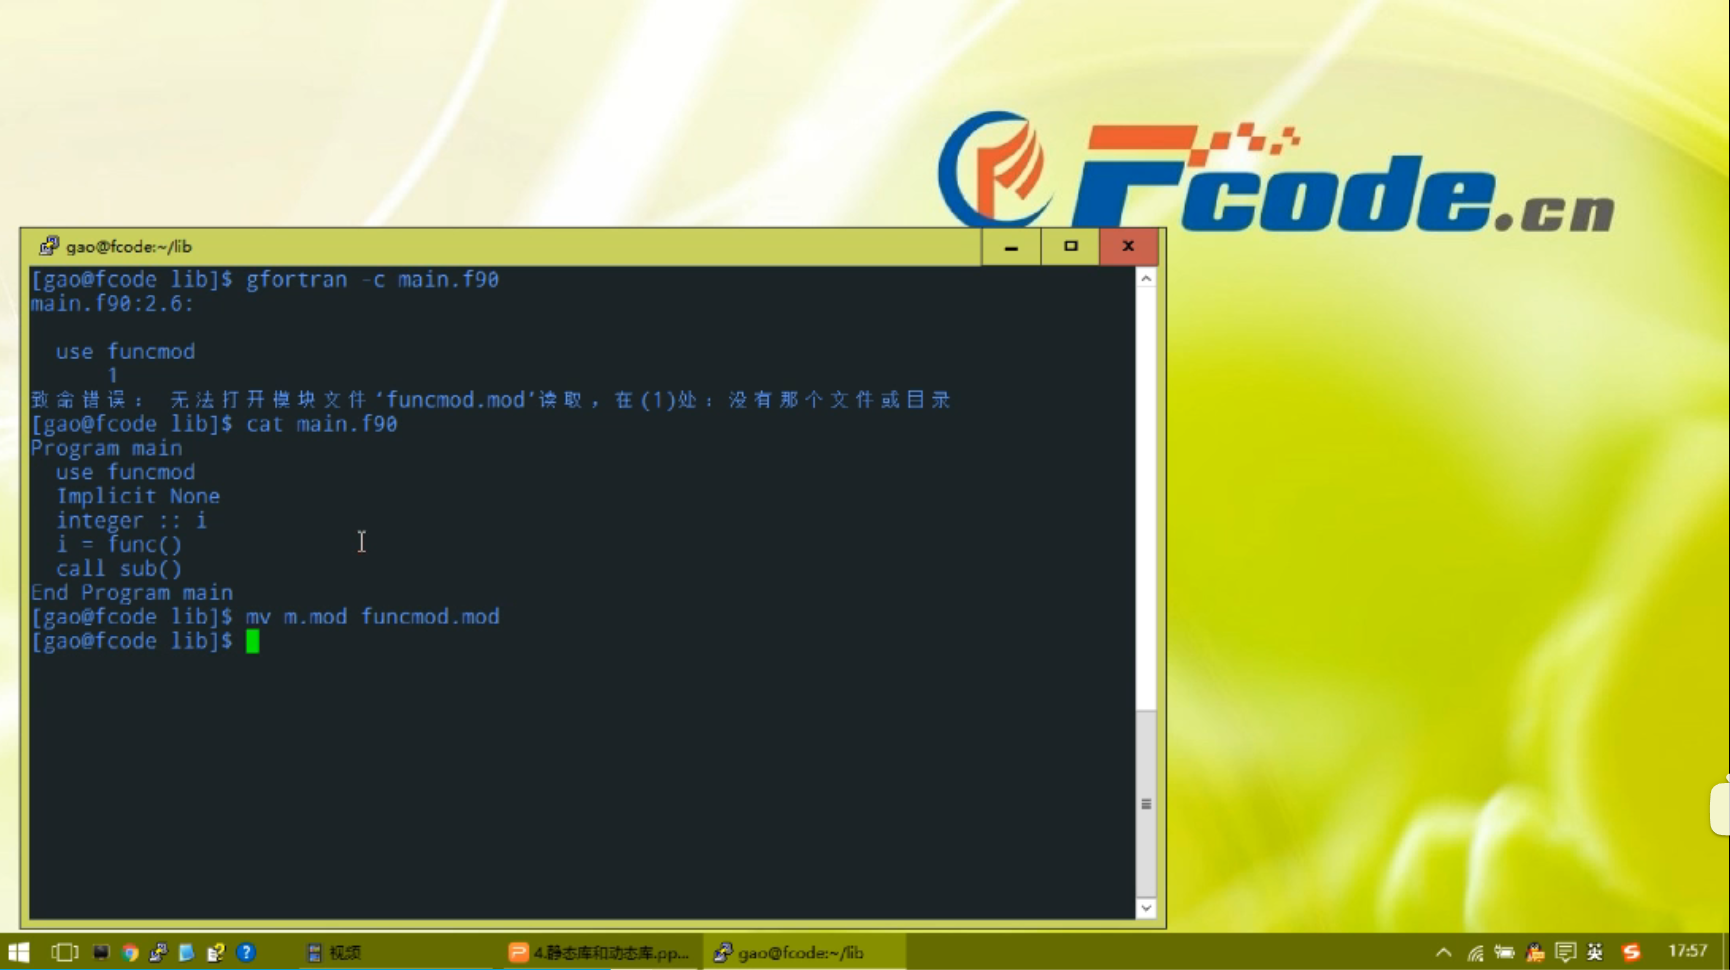 Fcode.cn
gao@fcode:~/lib
[gao@fcode lib]$ gfortran -c main.f90
main.f90:2.6:
use funcmod
1
致命错误： 无法打开模块文件‘funcmod.mod’读取，在(1)处：没有那个文件或目录
[gao@fcode lib]$ cat main.f90
Program main
use funcmod
Implicit None
integer :: i
i = func()
call sub()
End Program main
[gao@fcode lib]$ mv m.mod funcmod.mod
[gao@fcode lib]$
视频
4.静态库和动态库.pp...
gao@fcode:~/lib
英
17:57